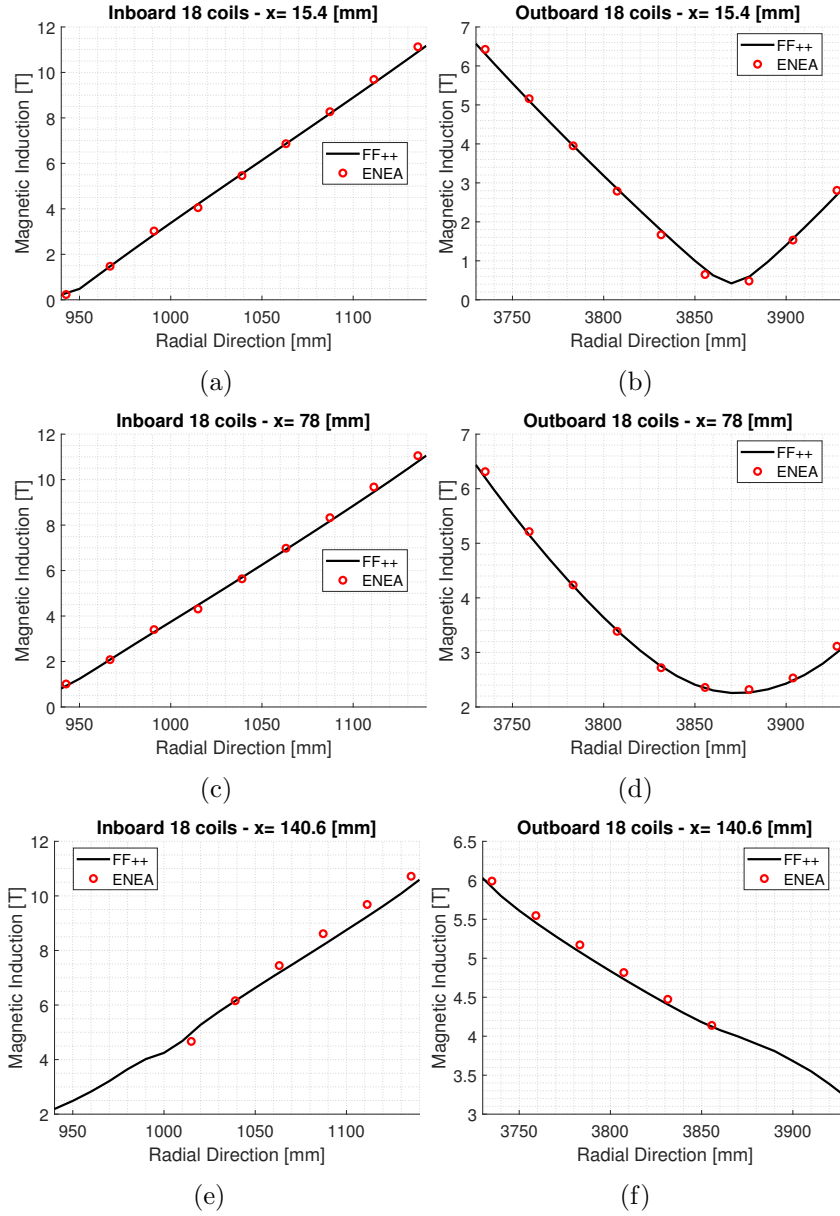 Inboard 18 coils - x= 15.4 [mm]
Magnetic Induction [T]
12
10
8
6
4
2
0
FF++
ENEA
950 1000 1050 1100
Radial Direction [mm]
(a)
Outboard 18 coils - x= 15.4 [mm]
Magnetic Induction [T]
7
6
5
4
3
2
1
0
FF++
ENEA
3750 3800 3850 3900
Radial Direction [mm]
(b)
Inboard 18 coils - x= 78 [mm]
Magnetic Induction [T]
12
10
8
6
4
2
0
FF++
ENEA
950 1000 1050 1100
Radial Direction [mm]
(c)
Outboard 18 coils - x= 78 [mm]
Magnetic Induction [T]
7
6
5
4
3
2
FF++
ENEA
3750 3800 3850 3900
Radial Direction [mm]
(d)
Inboard 18 coils - x= 140.6 [mm]
Magnetic Induction [T]
12
10
8
6
4
2
FF++
ENEA
950 1000 1050 1100
Radial Direction [mm]
(e)
Outboard 18 coils - x= 140.6 [mm]
Magnetic Induction [T]
6.5
6
5.5
5
4.5
4
3.5
3
FF++
ENEA
3750 3800 3850 3900
Radial Direction [mm]
(f)